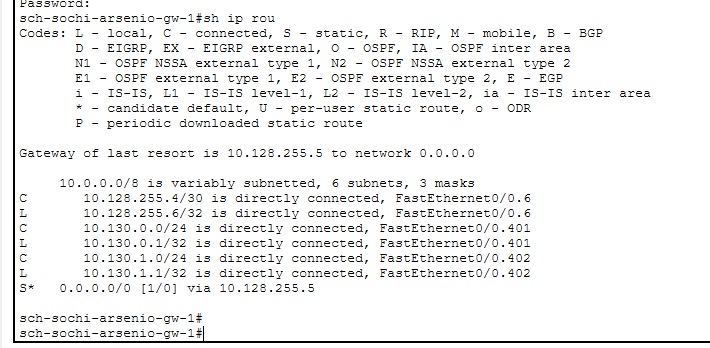 Password:
sch-sochi-arsenio-gw-1#sh ip rou
Codes: L - local, C - connected, S - static, R - RIP, M - mobile, B - BGP
D - EIGRP, EX - EIGRP external, O - OSPF, IA - OSPF inter area
N1 - OSPF NSSA external type 1, N2 - OSPF NSSA external type 2
E1 - OSPF external type 1, E2 - OSPF external type 2, E - EGP
i - IS-IS, L1 - IS-IS level-1, L2 - IS-IS level-2, ia - IS-IS inter area
* - candidate default, U - per-user static route, o - ODR
P - periodic downloaded static route
Gateway of last resort is 10.128.255.5 to network 0.0.0.0
10.0.0.0/8 is variably subnetted, 6 subnets, 3 masks
C 10.128.255.4/30 is directly connected, FastEthernet0/0.6
L 10.128.255.6/32 is directly connected, FastEthernet0/0.6
C 10.130.0.0/24 is directly connected, FastEthernet0/0.401
L 10.130.0.1/32 is directly connected, FastEthernet0/0.401
C 10.130.1.0/24 is directly connected, FastEthernet0/0.402
L 10.130.1.1/32 is directly connected, FastEthernet0/0.402
S* 0.0.0.0/0 [1/0] via 10.128.255.5
sch-sochi-arsenio-gw-1#
sch-sochi-arsenio-gw-1#